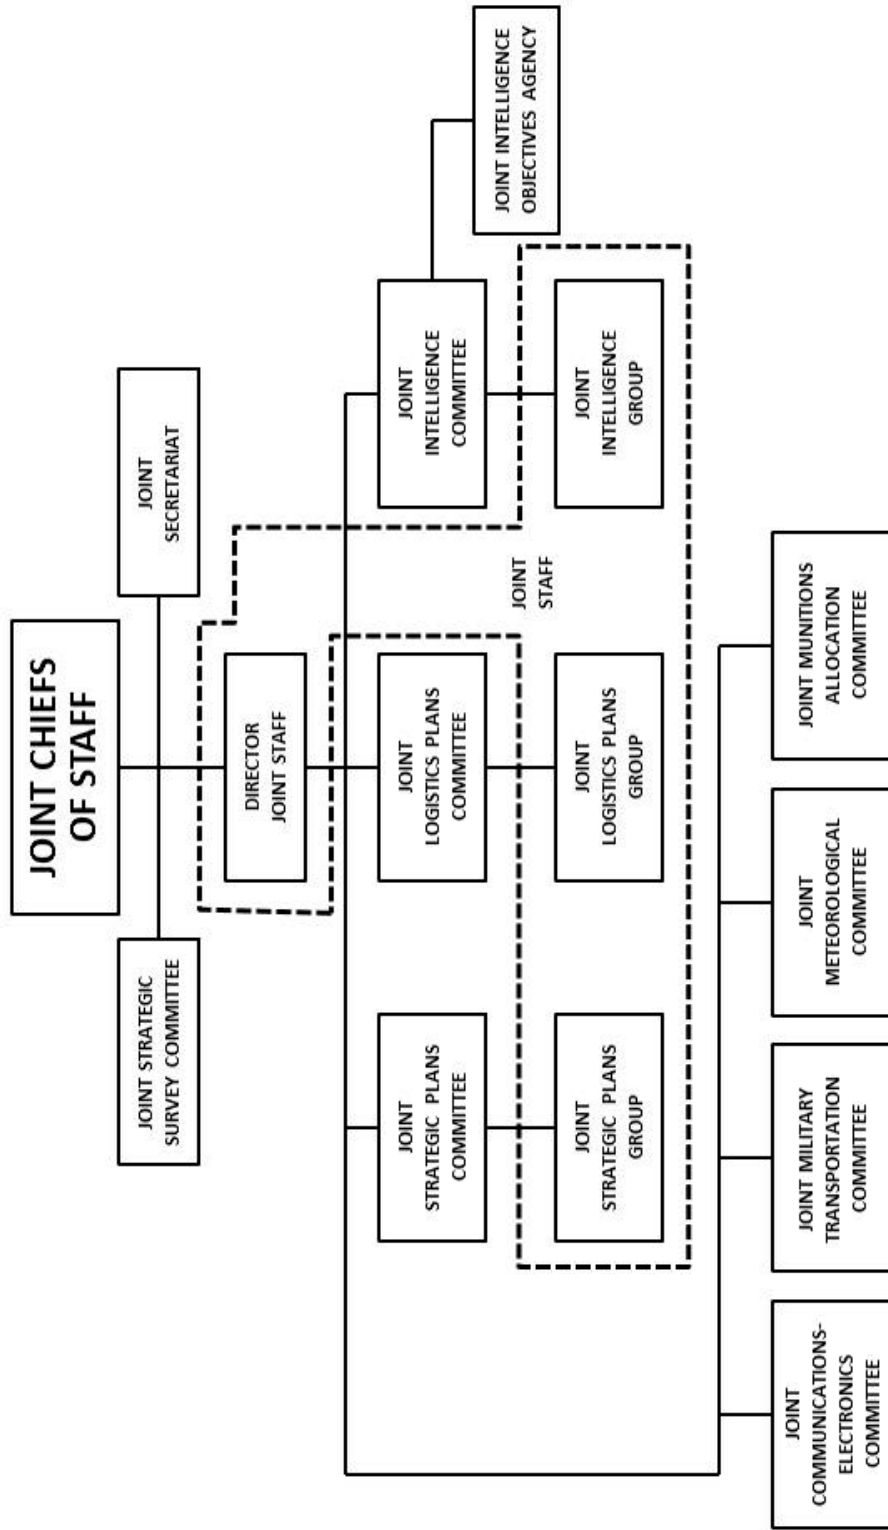 JOINT CHIEFS
OF STAFF
JOINT STRATEGIC
SURVEY COMMITTEE
JOINT
SECRETARIAT
DIRECTOR
JOINT STAFF
JOINT
STRATEGIC PLANS
COMMITTEE
JOINT
LOGISTICS PLANS
COMMITTEE
JOINT
INTELLIGENCE
COMMITTEE
JOINT INTELLIGENCE
OBJECTIVES AGENCY
JOINT
STAFF
JOINT
STRATEGIC PLANS
GROUP
JOINT
LOGISTICS PLANS
GROUP
JOINT
INTELLIGENCE
GROUP
JOINT
COMMUNICATIONS-
ELECTRONICS
COMMITTEE
JOINT MILITARY
TRANSPORTATION
COMMITTEE
JOINT
METEOROLOGICAL
COMMITTEE
JOINT MUNITIONS
ALLOCATION
COMMITTEE